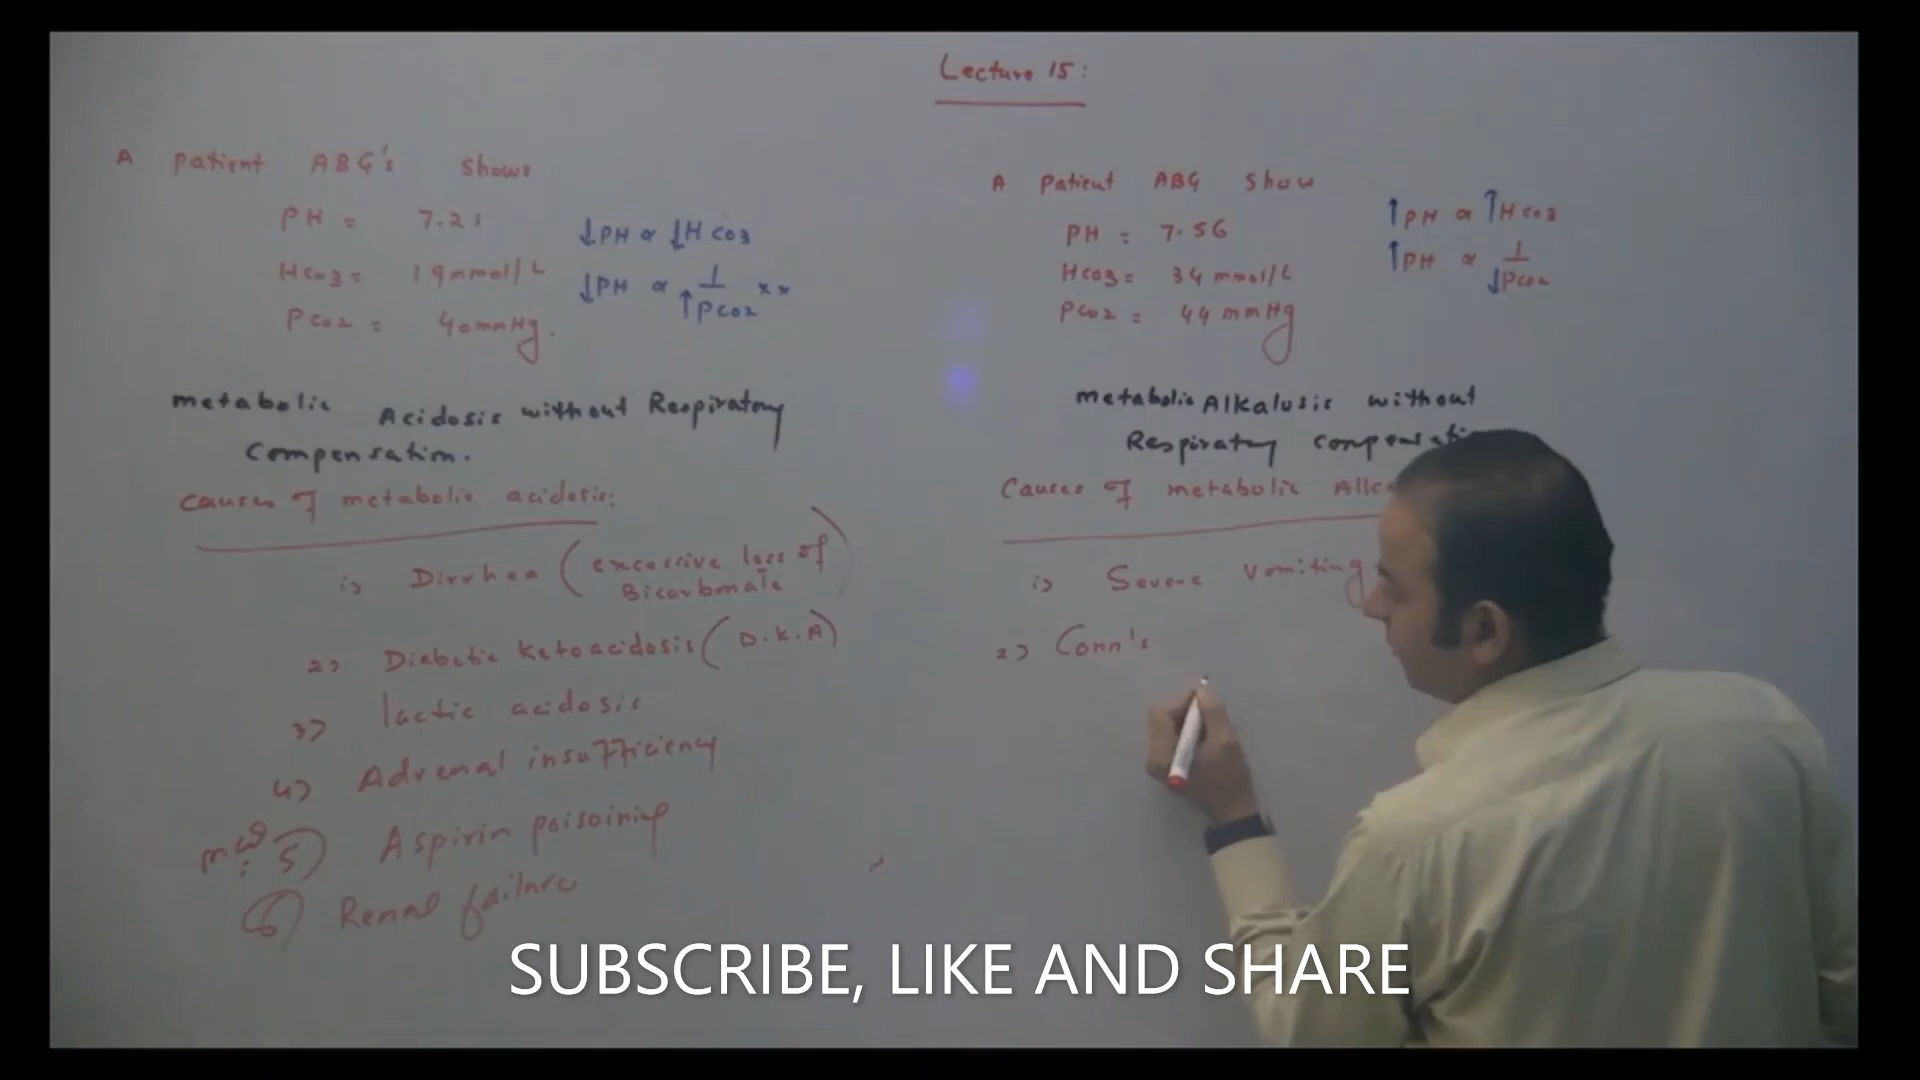 Lecture 15:
A patient ABG's shows
PH = 7.21
HCO3 = 19mmol/L
PCO2 = 40mmHg.
↓PH ∝ ↓HCO3
↓PH ∝ 1/↑PCO2 xx
metabolic Acidosis without Respiratory
Compensation.
Causes of metabolic acidosis:
1) Dirrhea (excessive loss of
Bicarbonate
2) Diabetic Ketoacidosis (D.K.A)
3) lactic acidosis
4) Adrenal insufficiency
5) Aspirin poisoining
6) Renal failure
A Patient ABG show
PH = 7.56
HCO3 = 34 mmol/L
PCO2 = 44 mmHg
↑PH ∝ ↑HCO3
↑PH ∝ 1/↓PCO2
metabolic Alkalosis without
Respiratory compensati
Causes of metabolic Alk
1) Severe vomiting
2) Conn's
SUBSCRIBE, LIKE AND SHARE